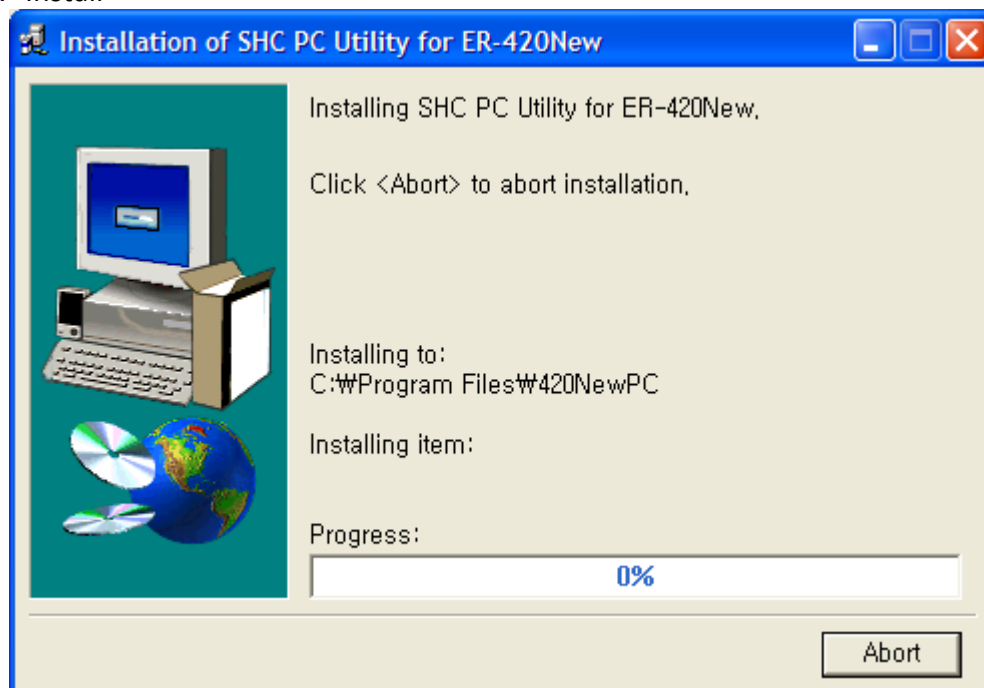 Installation of SHC PC Utility for ER-420New
Installing SHC PC Utility for ER-420New,
Click <Abort> to abort installation,
Installing to:
C:₩Program Files₩420NewPC
Installing item:
Progress:
0%
Abort